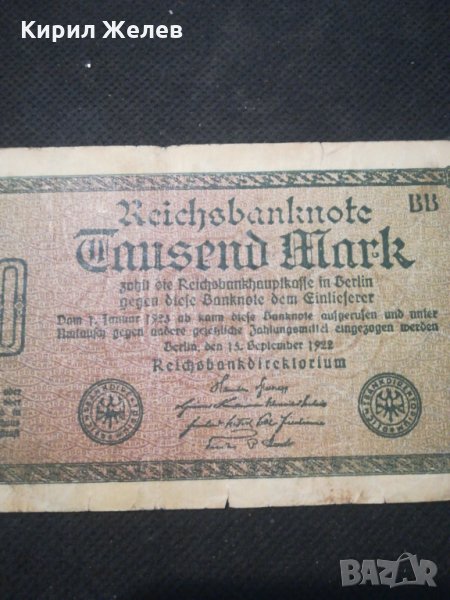 Кирил Желев
Reichsbanknote
BB
Tausend Mark
zahlt die Reichsbankhauptkasse in Berlin
gegen diese Banknote dem Einlieferer
Vom 1. Januar 1923 ab kann diese Banknote aufgerufen und unter
Umtausch gegen andere gesetzliche Zahlungsmittel eingezogen werden
Berlin, den 15. September 1922
Reichsbankdirektorium
0
BAZAR